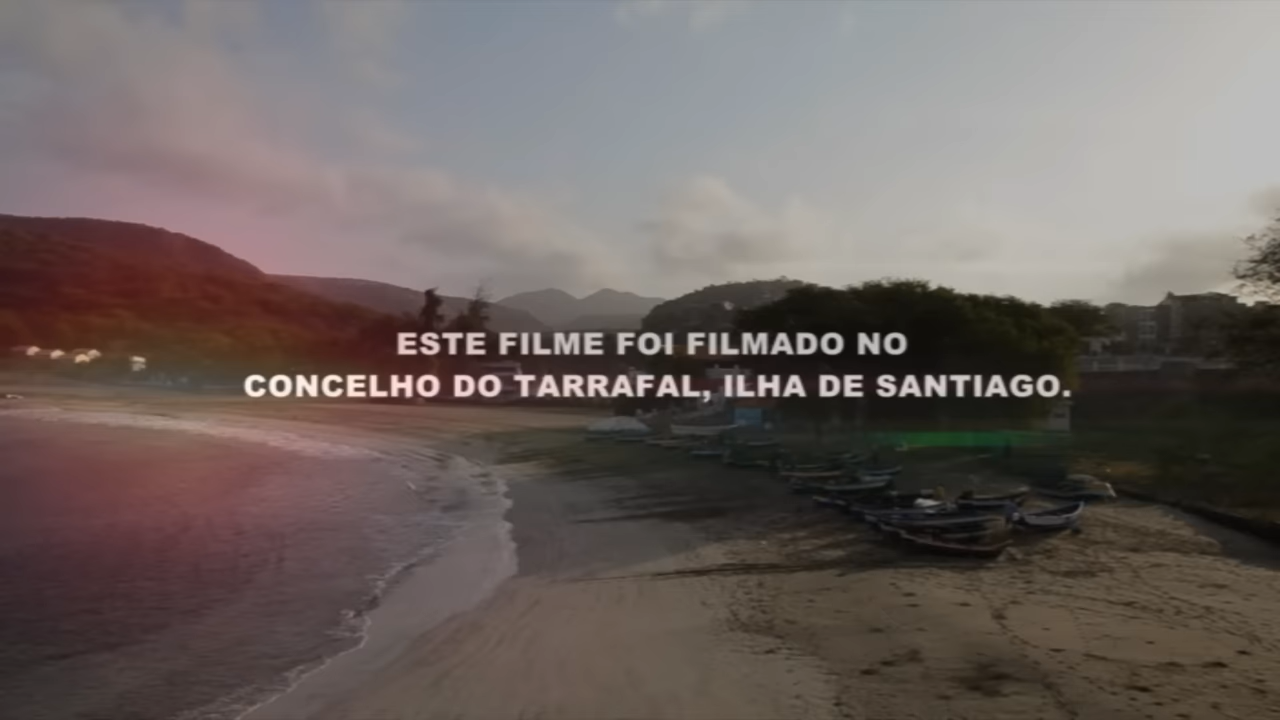 ESTE FILME FOI FILMADO NO
CONCELHO DO TARRAFAL, ILHA DE SANTIAGO.